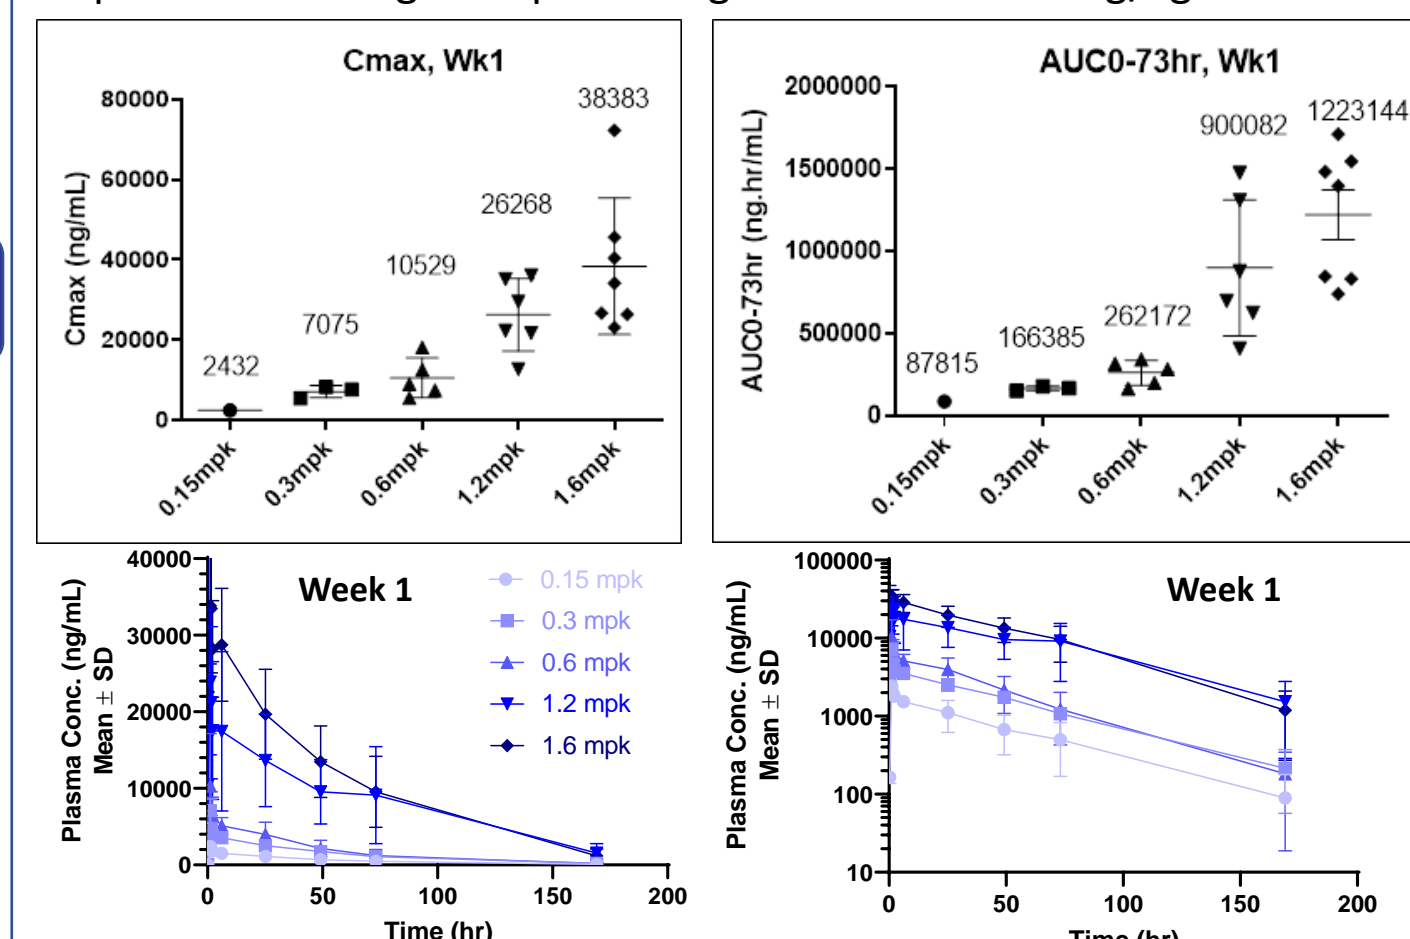 Cmax, Wk1
Cmax (ng/mL)
80000
60000
40000
20000
0
2432
7075
10529
26268
38383
0.15mpk
0.3mpk
0.6mpk
1.2mpk
1.6mpk
AUC0-73hr, Wk1
AUC0-73hr (ng.hr/mL)
2000000
1500000
1000000
500000
0
87815
166385
262172
900082
1223144
0.15mpk
0.3mpk
0.6mpk
1.2mpk
1.6mpk
Week 1
Plasma Conc. (ng/mL)
Mean ± SD
40000
30000
20000
10000
0
0.15 mpk
0.3 mpk
0.6 mpk
1.2 mpk
1.6 mpk
0
50
100
150
200
Time (hr)
Week 1
Plasma Conc. (ng/mL)
Mean ± SD
100000
10000
1000
100
10
0
50
100
150
200
Time (hr)